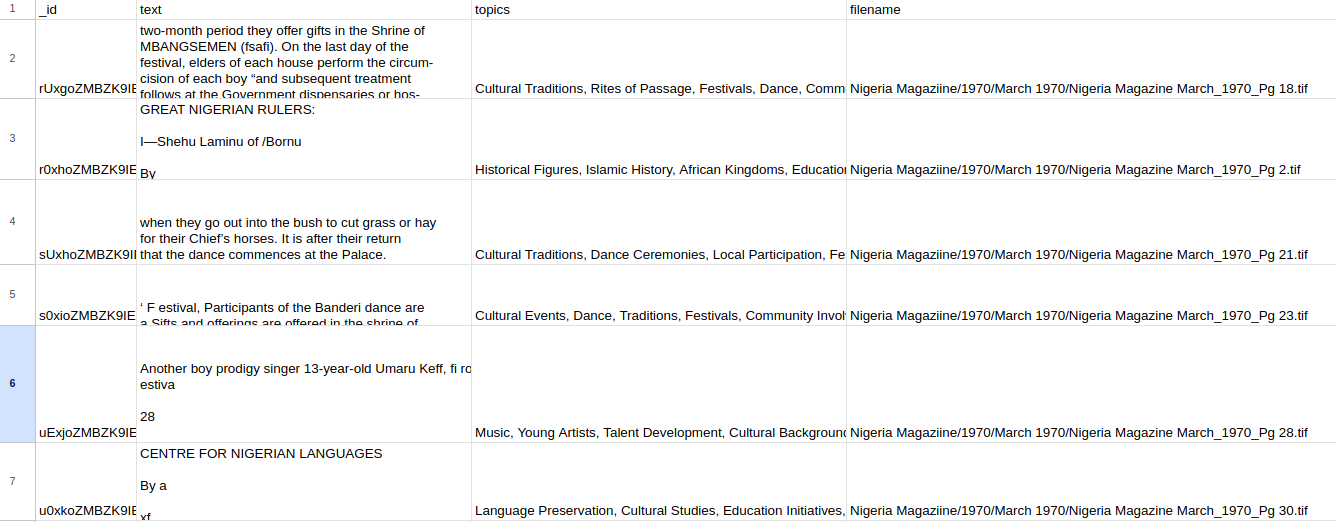 1 _id text topics filename
two-month period they offer gifts in the Shrine of
MBANGSEMEN (fsafi). On the last day of the
festival, elders of each house perform the circum-
cision of each boy “and subsequent treatment
follows at the Government dispensaries or hos-
2 rUxgoZMBZK9IE Cultural Traditions, Rites of Passage, Festivals, Dance, Comm Nigeria Magaziine/1970/March 1970/Nigeria Magazine March_1970_Pg 18.tif
GREAT NIGERIAN RULERS:
I—Shehu Laminu of /Bornu
By
3 r0xhoZMBZK9IE Historical Figures, Islamic History, African Kingdoms, Education Nigeria Magaziine/1970/March 1970/Nigeria Magazine March_1970_Pg 2.tif
when they go out into the bush to cut grass or hay
for their Chief’s horses. It is after their return
that the dance commences at the Palace.
4 sUxhoZMBZK9IE Cultural Traditions, Dance Ceremonies, Local Participation, Fe Nigeria Magaziine/1970/March 1970/Nigeria Magazine March_1970_Pg 21.tif
‘ F estival, Participants of the Banderi dance are
a Sifts and offerings are offered in the shrine of
5 s0xioZMBZK9IE Cultural Events, Dance, Traditions, Festivals, Community Invol Nigeria Magaziine/1970/March 1970/Nigeria Magazine March_1970_Pg 23.tif
Another boy prodigy singer 13-year-old Umaru Keff, fi ro
estiva
28
6 uExjoZMBZK9IE Music, Young Artists, Talent Development, Cultural Background Nigeria Magaziine/1970/March 1970/Nigeria Magazine March_1970_Pg 28.tif
CENTRE FOR NIGERIAN LANGUAGES
By a
xf
7 u0xkoZMBZK9IE Language Preservation, Cultural Studies, Education Initiatives, Nigeria Magaziine/1970/March 1970/Nigeria Magazine March_1970_Pg 30.tif